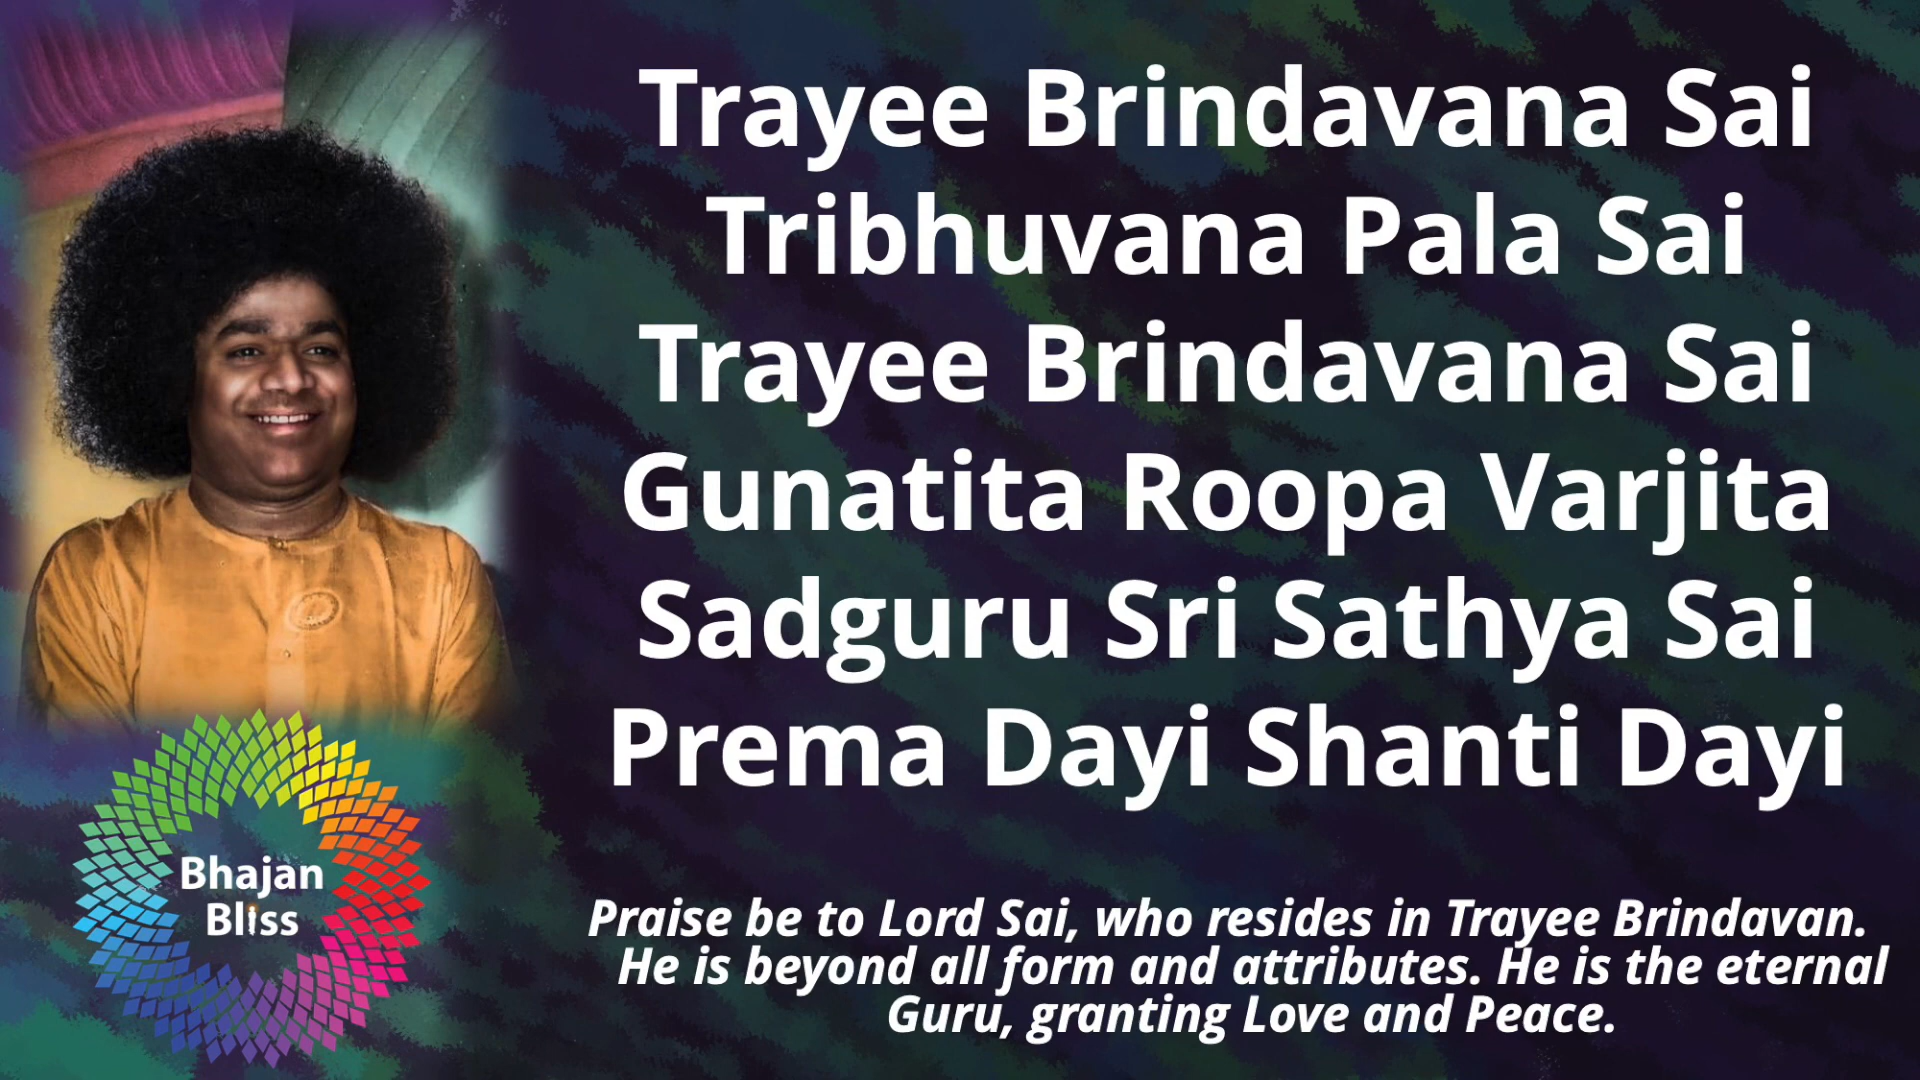 Trayee Brindavana Sai
Tribhuvana Pala Sai
Trayee Brindavana Sai
Gunatita Roopa Varjita
Sadguru Sri Sathya Sai
Prema Dayi Shanti Dayi
Praise be to Lord Sai, who resides in Trayee Brindavan.
He is beyond all form and attributes. He is the eternal
Guru, granting Love and Peace.
Bhajan
Bliss